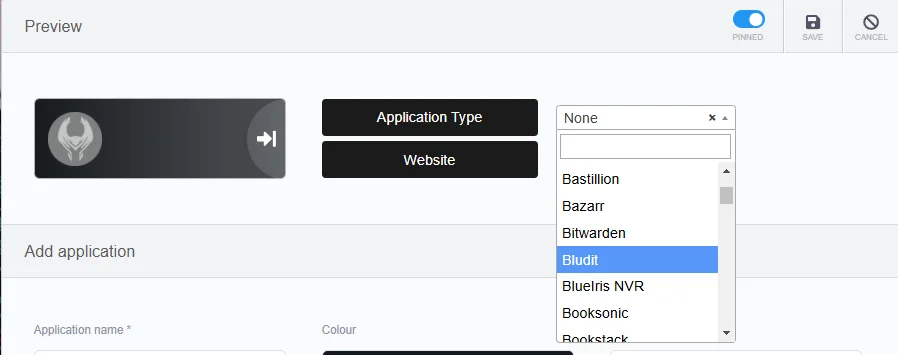 Preview
PINNED
SAVE
CANCEL
Application Type
Website
None
Bastillion
Bazarr
Bitwarden
Bludit
BlueIris NVR
Booksonic
Bookstack
Add application
Application name *
Colour